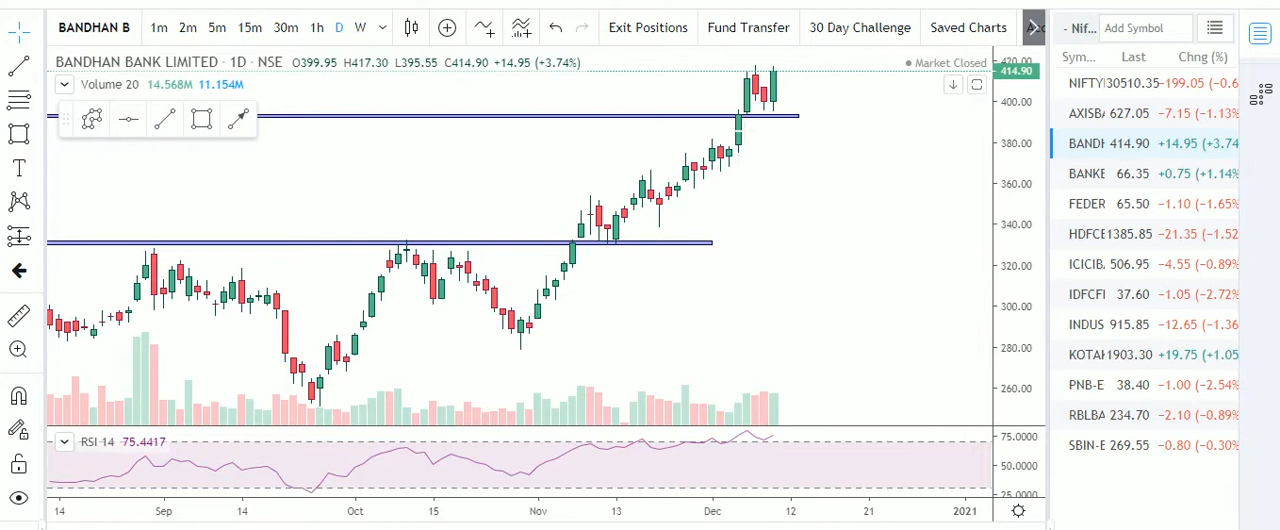 BANDHAN B 1m 2m 5m 15m 30m 1h D W Exit Positions Fund Transfer 30 Day Challenge Saved Charts
BANDHAN BANK LIMITED · 1D · NSE O399.95 H417.30 L395.55 C414.90 +14.95 (+3.74%)
Market Closed
Volume 20 14.568M 11.154M
420.00
414.90
400.00
380.00
360.00
340.00
320.00
300.00
280.00
260.00
RSI 14 75.4417
75.0000
50.0000
25.0000
14 Sep 14 Oct 15 Nov 13 Dec 12 21 2021
- Nif... Add Symbol
Sym... Last Chng (%)
NIFTYI 30510.35 -199.05 (-0.6
AXISBA 627.05 -7.15 (-1.13%
BANDH 414.90 +14.95 (+3.74
BANKE 66.35 +0.75 (+1.14%
FEDER 65.50 -1.10 (-1.65%
HDFCE 1385.85 -21.35 (-1.52
ICICIB, 506.95 -4.55 (-0.89%
IDFCFI 37.60 -1.05 (-2.72%
INDUS 915.85 -12.65 (-1.36
KOTAK 1903.30 +19.75 (+1.05
PNB-E 38.40 -1.00 (-2.54%
RBLBA 234.70 -2.10 (-0.89%
SBIN-E 269.55 -0.80 (-0.30%